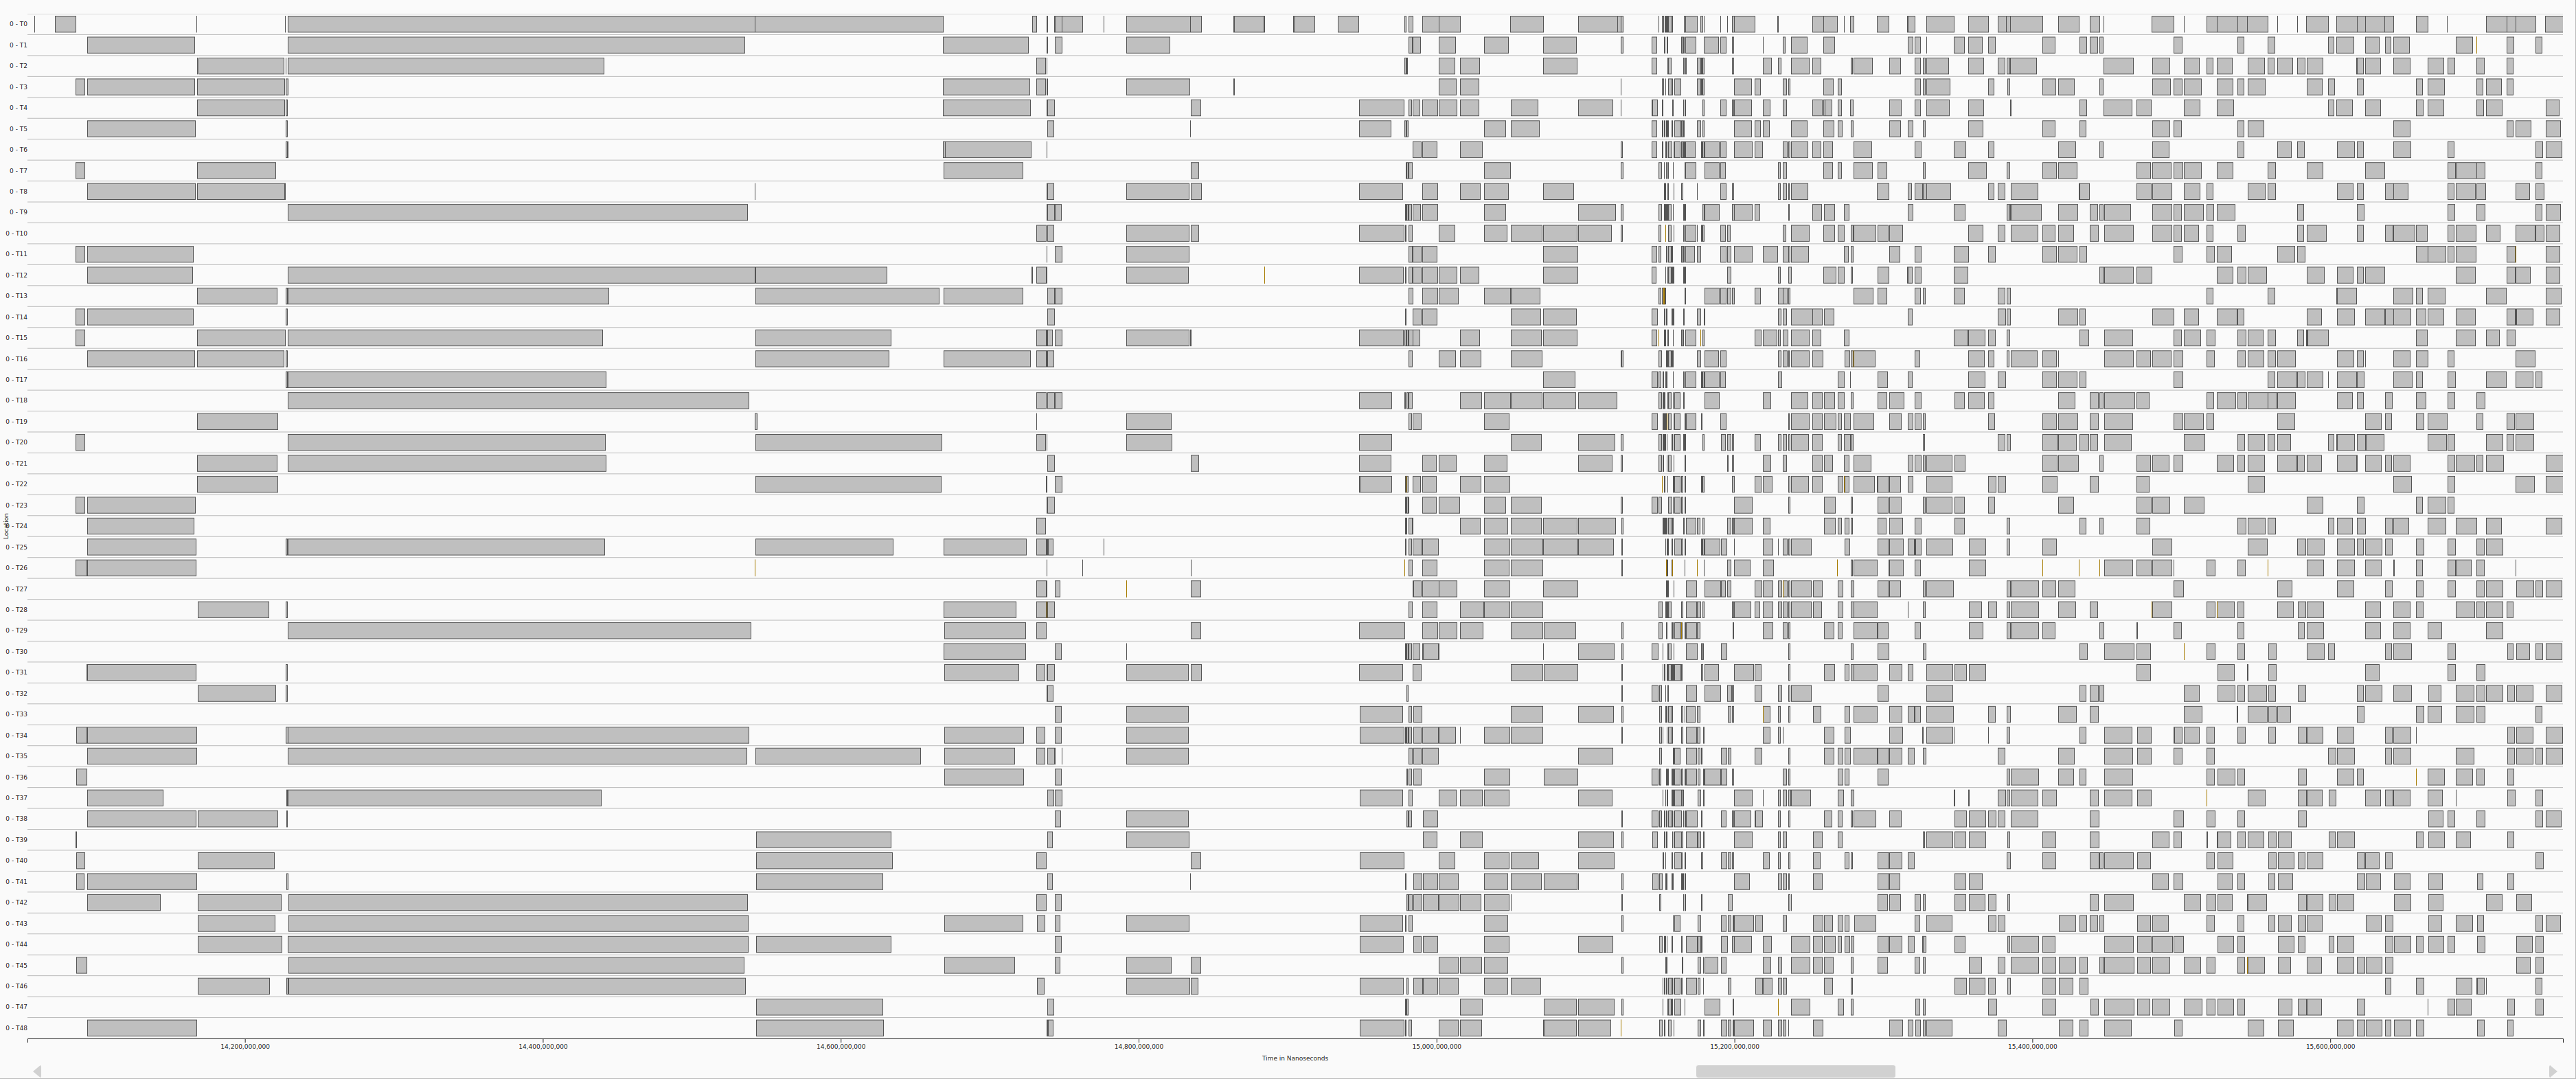 0 - T0
0 - T1
0 - T2
0 - T3
0 - T4
0 - T5
0 - T6
0 - T7
0 - T8
0 - T9
0 - T10
0 - T11
0 - T12
0 - T13
0 - T14
0 - T15
0 - T16
0 - T17
0 - T18
0 - T19
0 - T20
0 - T21
0 - T22
0 - T23
0 - T24
Location
0 - T25
0 - T26
0 - T27
0 - T28
0 - T29
0 - T30
0 - T31
0 - T32
0 - T33
0 - T34
0 - T35
0 - T36
0 - T37
0 - T38
0 - T39
0 - T40
0 - T41
0 - T42
0 - T43
0 - T44
0 - T45
0 - T46
0 - T47
0 - T48
14,200,000,000 14,400,000,000 14,600,000,000 14,800,000,000 15,000,000,000 15,200,000,000 15,400,000,000 15,600,000,000
Time in Nanoseconds